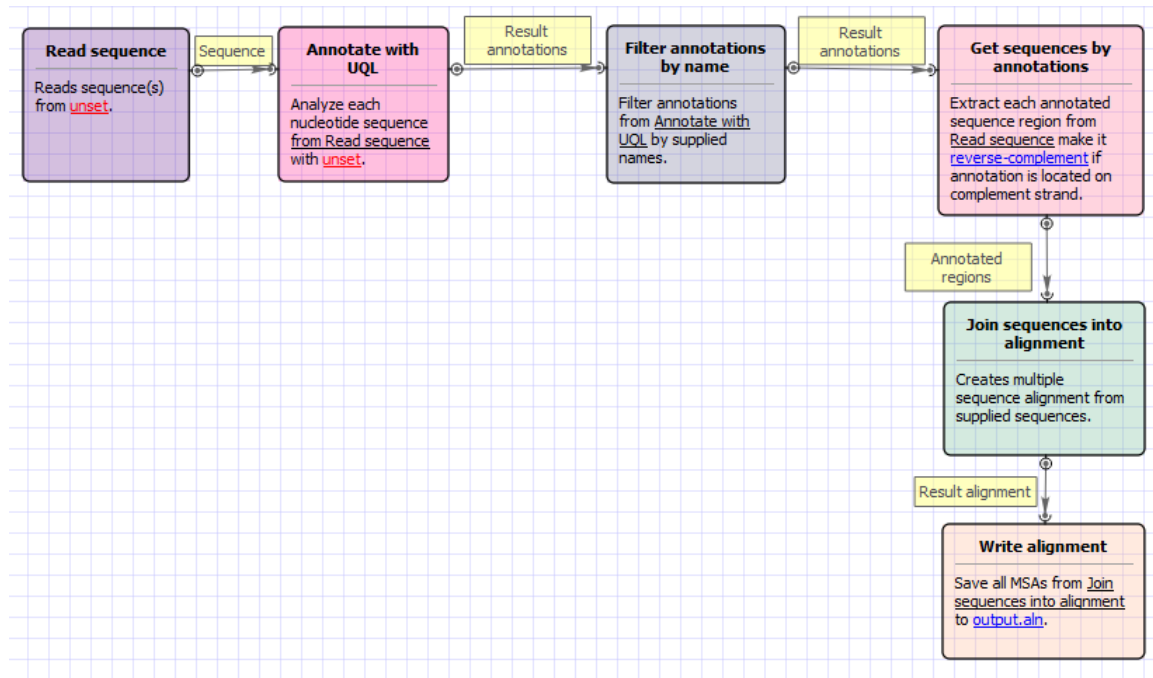 Read sequence
Reads sequence(s)
from unset.
Sequence
Annotate with
UQL
Analyze each
nucleotide sequence
from Read sequence
with unset.
Result
annotations
Filter annotations
by name
Filter annotations
from Annotate with
UQL by supplied
names.
Result
annotations
Get sequences by
annotations
Extract each annotated
sequence region from
Read sequence make it
reverse-complement if
annotation is located on
complement strand.
Annotated
regions
Join sequences into
alignment
Creates multiple
sequence alignment from
supplied sequences.
Result alignment
Write alignment
Save all MSAs from Join
sequences into alignment
to output.aln.